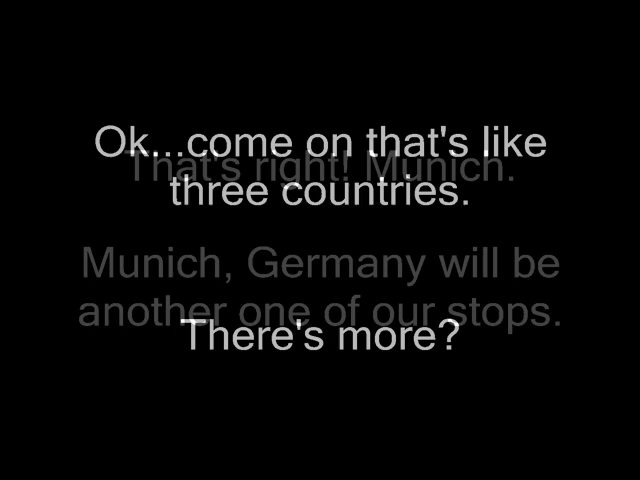 Ok...come on that's like
That's right! Munich.
three countries.
Munich, Germany will be
another one of our stops.
There's more?